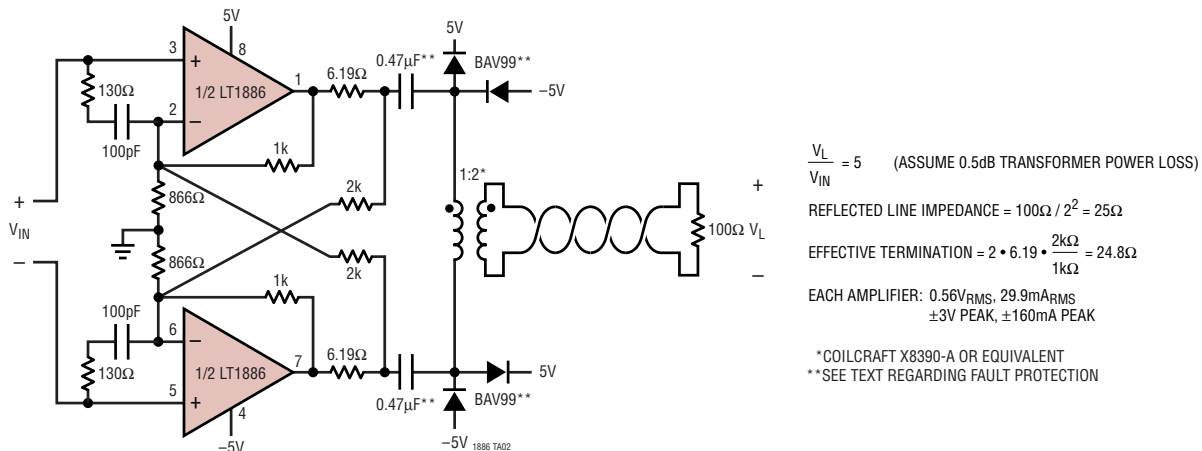 5V
3
+
8
1/2 LT1886
1
2
−
130Ω
100pF
6.19Ω
0.47µF**
5V
BAV99**
−5V
1k
866Ω
2k
1:2*
+
V_IN
−
866Ω
1k
2k
100Ω V_L
+
−
100pF
6
−
1/2 LT1886
7
6.19Ω
130Ω
5
+
4
−5V
0.47µF**
BAV99**
5V
−5V
1886 TA02
V_L / V_IN = 5 (ASSUME 0.5dB TRANSFORMER POWER LOSS)
REFLECTED LINE IMPEDANCE = 100Ω / 2² = 25Ω
EFFECTIVE TERMINATION = 2 • 6.19 • 2kΩ / 1kΩ = 24.8Ω
EACH AMPLIFIER: 0.56V_RMS, 29.9mA_RMS
±3V PEAK, ±160mA PEAK
*COILCRAFT X8390-A OR EQUIVALENT
**SEE TEXT REGARDING FAULT PROTECTION